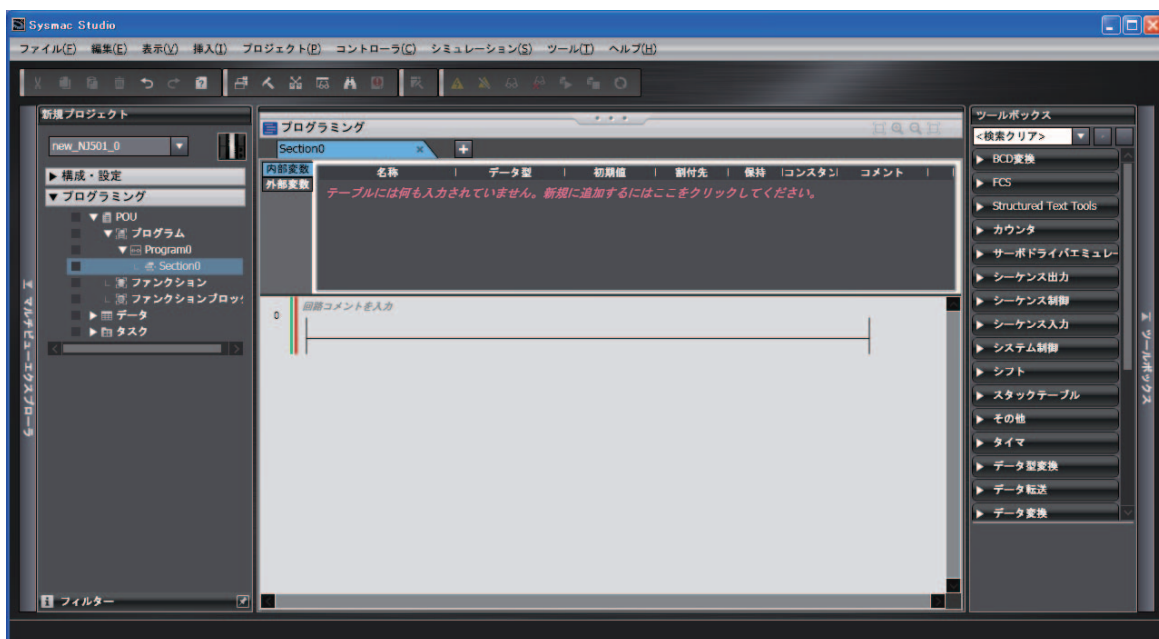 Sysmac Studio
ファイル(F) 編集(E) 表示(V) 挿入(I) プロジェクト(P) コントローラ(C) シミュレーション(S) ツール(T) ヘルプ(H)
新規プロジェクト
new_NJ501_0
▶ 構成・設定
▼ プログラミング
▼ POU
▼ プログラム
▼ Program0
Section0
ファンクション
ファンクションブロッ
▶ データ
▶ タスク
フィルター
マルチビューエクスプローラ
プログラミング
Section0 × +
内部変数
外部変数
名称 | データ型 | 初期値 | 割付先 | 保持 |コンスタン| コメント |
テーブルには何も入力されていません。新規に追加するにはここをクリックしてください。
0
回路コメントを入力
ツールボックス
<検索クリア>
▶ BCD変換
▶ FCS
▶ Structured Text Tools
▶ カウンタ
▶ サーボドライバエミュレー
▶ シーケンス出力
▶ シーケンス制御
▶ シーケンス入力
▶ システム制御
▶ シフト
▶ スタックテーブル
▶ その他
▶ タイマ
▶ データ型変換
▶ データ転送
▶ データ変換
ツールボックス